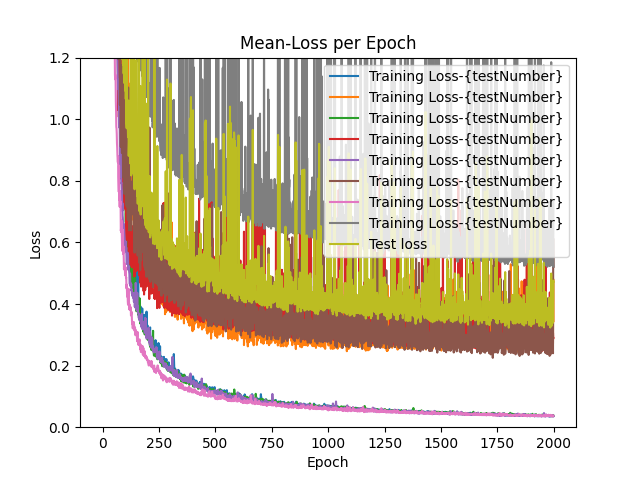 Mean-Loss per Epoch
1.2
1.0
0.8
0.6
0.4
0.2
0.0
Loss
Training Loss-{testNumber}
Training Loss-{testNumber}
Training Loss-{testNumber}
Training Loss-{testNumber}
Training Loss-{testNumber}
Training Loss-{testNumber}
Training Loss-{testNumber}
Training Loss-{testNumber}
Test loss
0 250 500 750 1000 1250 1500 1750 2000
Epoch